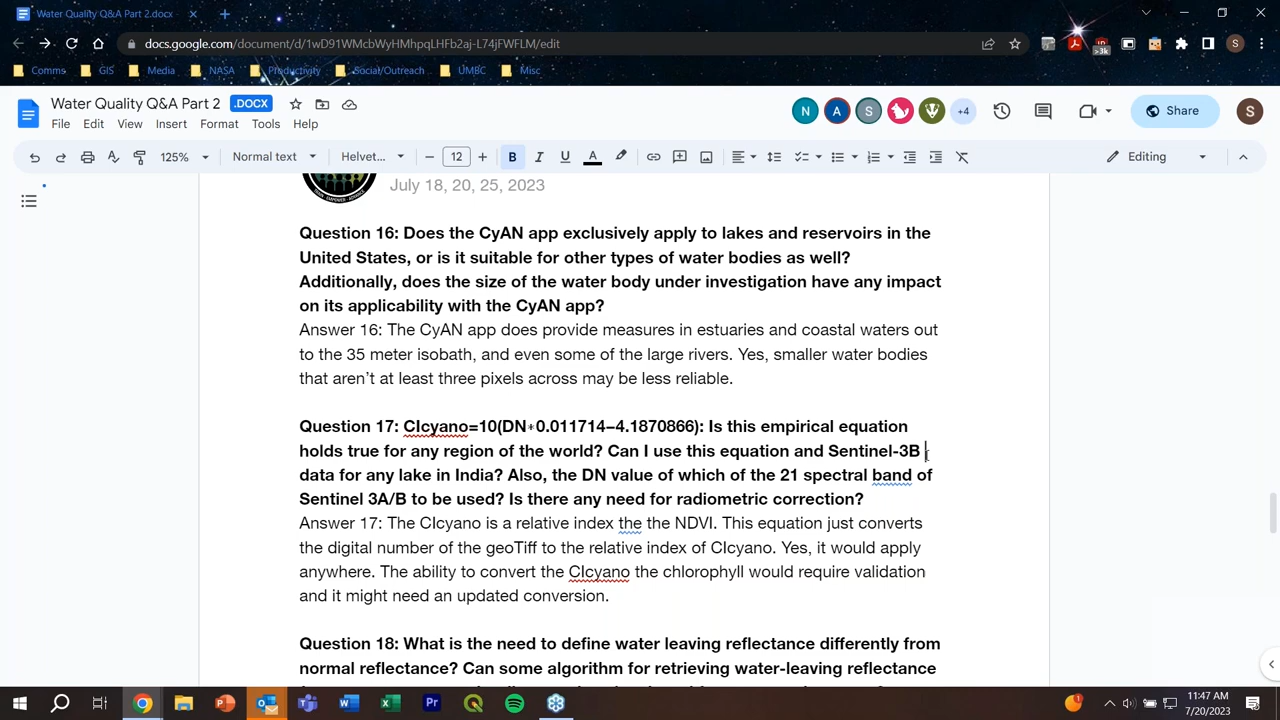 Water Quality Q&A Part 2.docx
docs.google.com/document/d/1wD91WMcbWyHMhpqLHFb2aj-L74jFWFLM/edit
>3k
S
Comms
GIS
Media
NASA
Productivity
Social/Outreach
UMBC
Misc
Water Quality Q&A Part 2
.DOCX
N
A
S
+4
Share
S
File Edit View Insert Format Tools Help
125%
Normal text
Helvet...
12
B I U A
Editing
July 18, 20, 25, 2023
Question 16: Does the CyAN app exclusively apply to lakes and reservoirs in the
United States, or is it suitable for other types of water bodies as well?
Additionally, does the size of the water body under investigation have any impact
on its applicability with the CyAN app?
Answer 16: The CyAN app does provide measures in estuaries and coastal waters out
to the 35 meter isobath, and even some of the large rivers. Yes, smaller water bodies
that aren't at least three pixels across may be less reliable.
Question 17: CIcyano=10(DN*0.011714−4.1870866): Is this empirical equation
holds true for any region of the world? Can I use this equation and Sentinel-3B
data for any lake in India? Also, the DN value of which of the 21 spectral band of
Sentinel 3A/B to be used? Is there any need for radiometric correction?
Answer 17: The CIcyano is a relative index the the NDVI. This equation just converts
the digital number of the geoTiff to the relative index of CIcyano. Yes, it would apply
anywhere. The ability to convert the CIcyano the chlorophyll would require validation
and it might need an updated conversion.
Question 18: What is the need to define water leaving reflectance differently from
normal reflectance? Can some algorithm for retrieving water-leaving reflectance
11:47 AM
7/20/2023